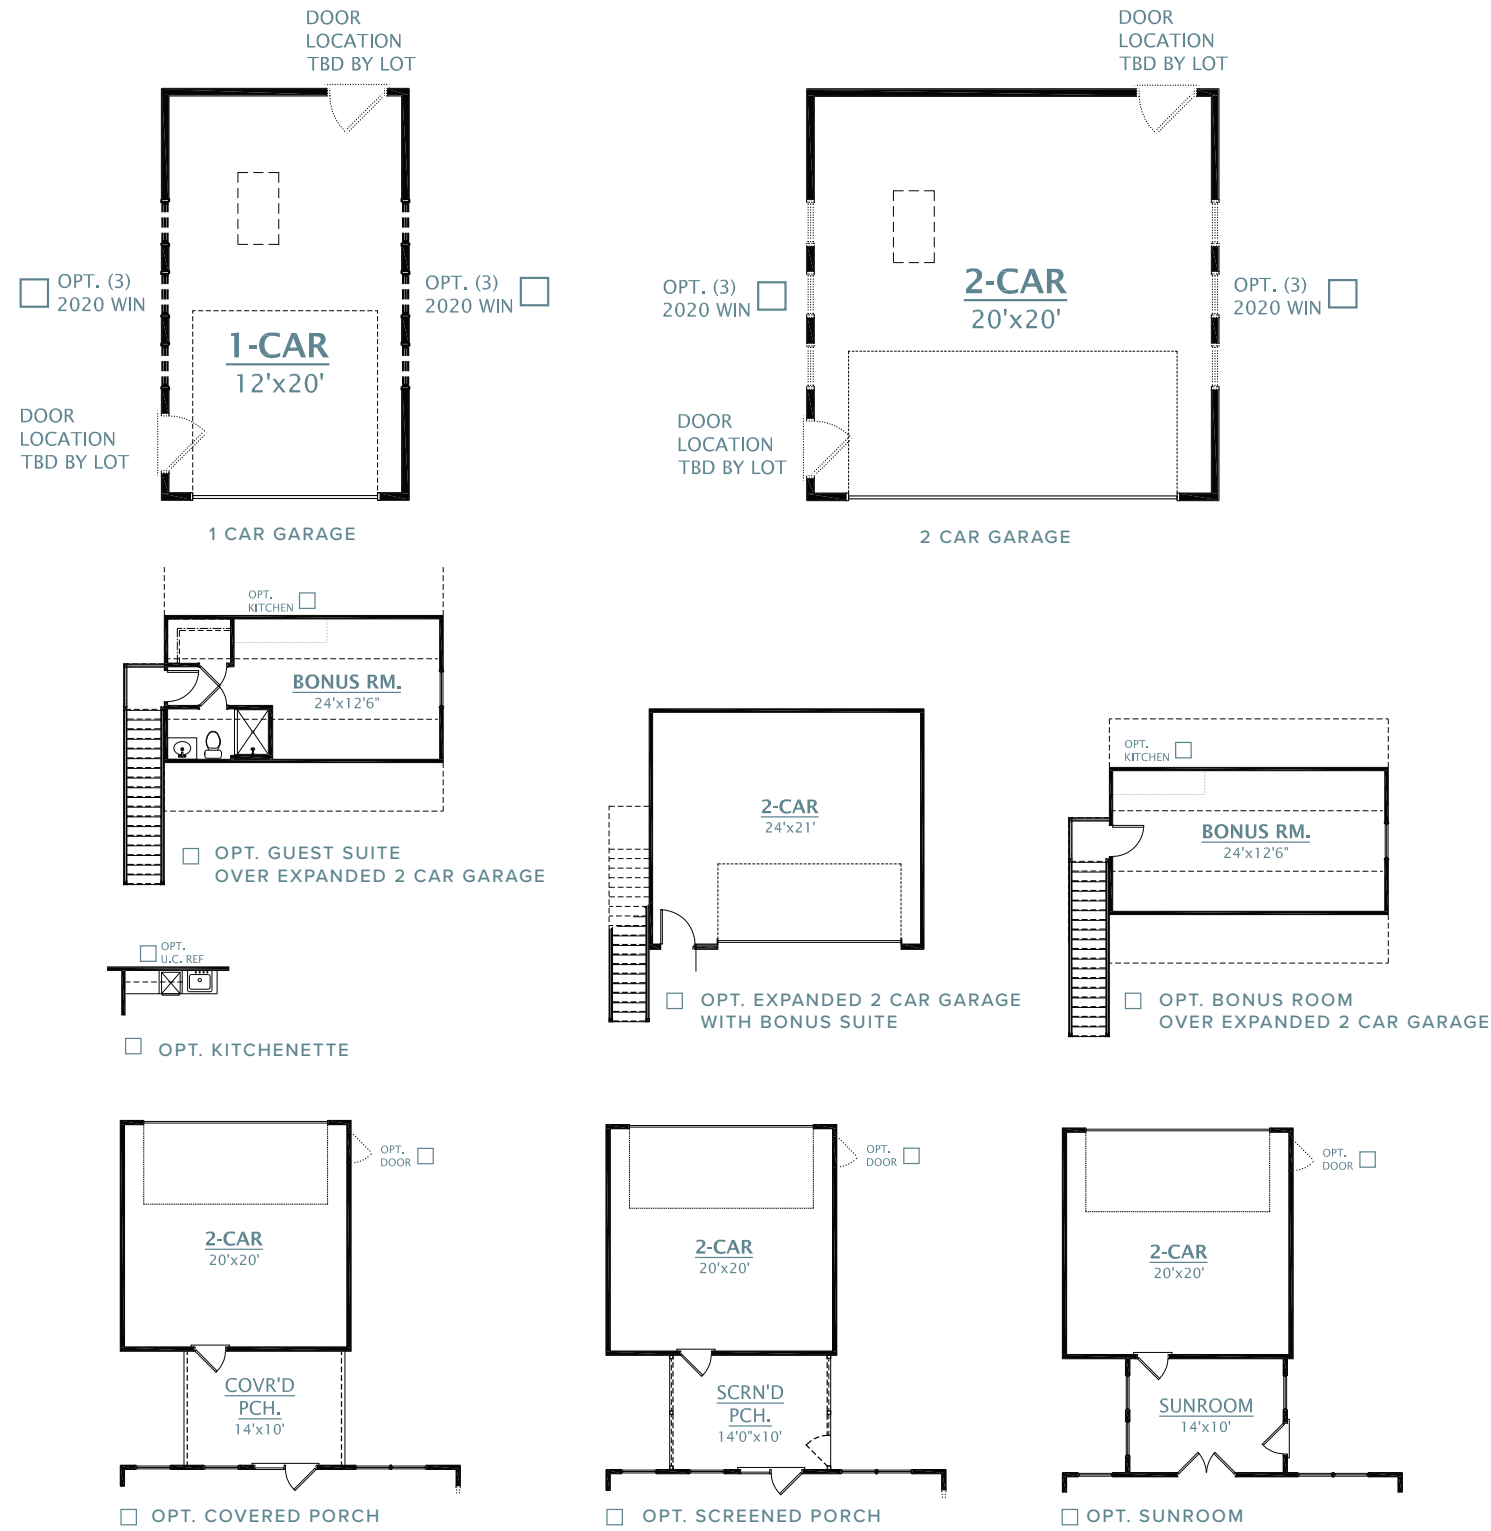 DOOR
LOCATION
TBD BY LOT
DOOR
LOCATION
TBD BY LOT
OPT. (3)
2020 WIN
OPT. (3)
2020 WIN
1-CAR
12'x20'
DOOR
LOCATION
TBD BY LOT
1 CAR GARAGE
OPT. (3)
2020 WIN
2-CAR
20'x20'
OPT. (3)
2020 WIN
DOOR
LOCATION
TBD BY LOT
2 CAR GARAGE
OPT.
KITCHEN
BONUS RM.
24'x12'6"
OPT. GUEST SUITE
OVER EXPANDED 2 CAR GARAGE
OPT.
U.C. REF
OPT. KITCHENETTE
2-CAR
24'x21'
OPT. EXPANDED 2 CAR GARAGE
WITH BONUS SUITE
OPT.
KITCHEN
BONUS RM.
24'x12'6"
OPT. BONUS ROOM
OVER EXPANDED 2 CAR GARAGE
OPT.
DOOR
2-CAR
20'x20'
COVR'D
PCH.
14'x10'
OPT. COVERED PORCH
OPT.
DOOR
2-CAR
20'x20'
SCRN'D
PCH.
14'0"x10'
OPT. SCREENED PORCH
OPT.
DOOR
2-CAR
20'x20'
SUNROOM
14'x10'
OPT. SUNROOM